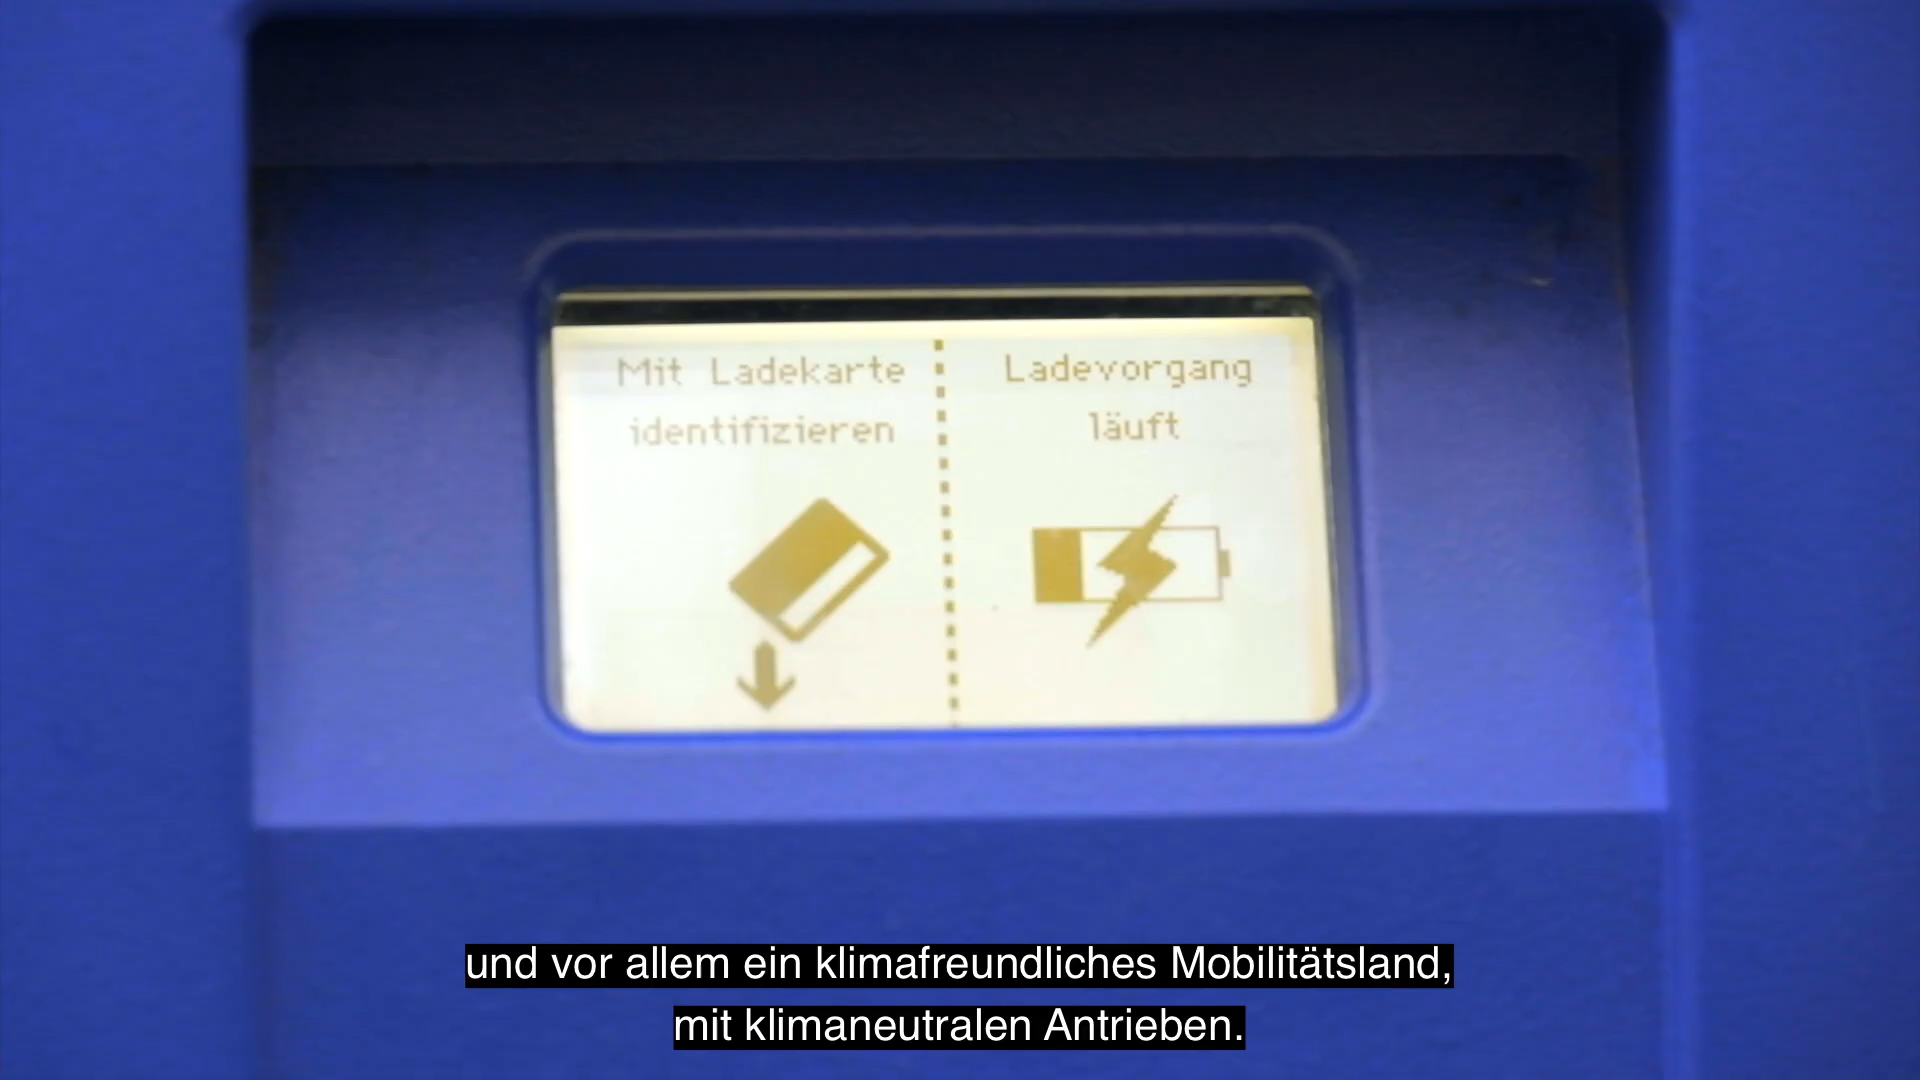 Mit Ladekarte
identifizieren
Ladevorgang
läuft
und vor allem ein klimafreundliches Mobilitätsland,
mit klimaneutralen Antrieben.